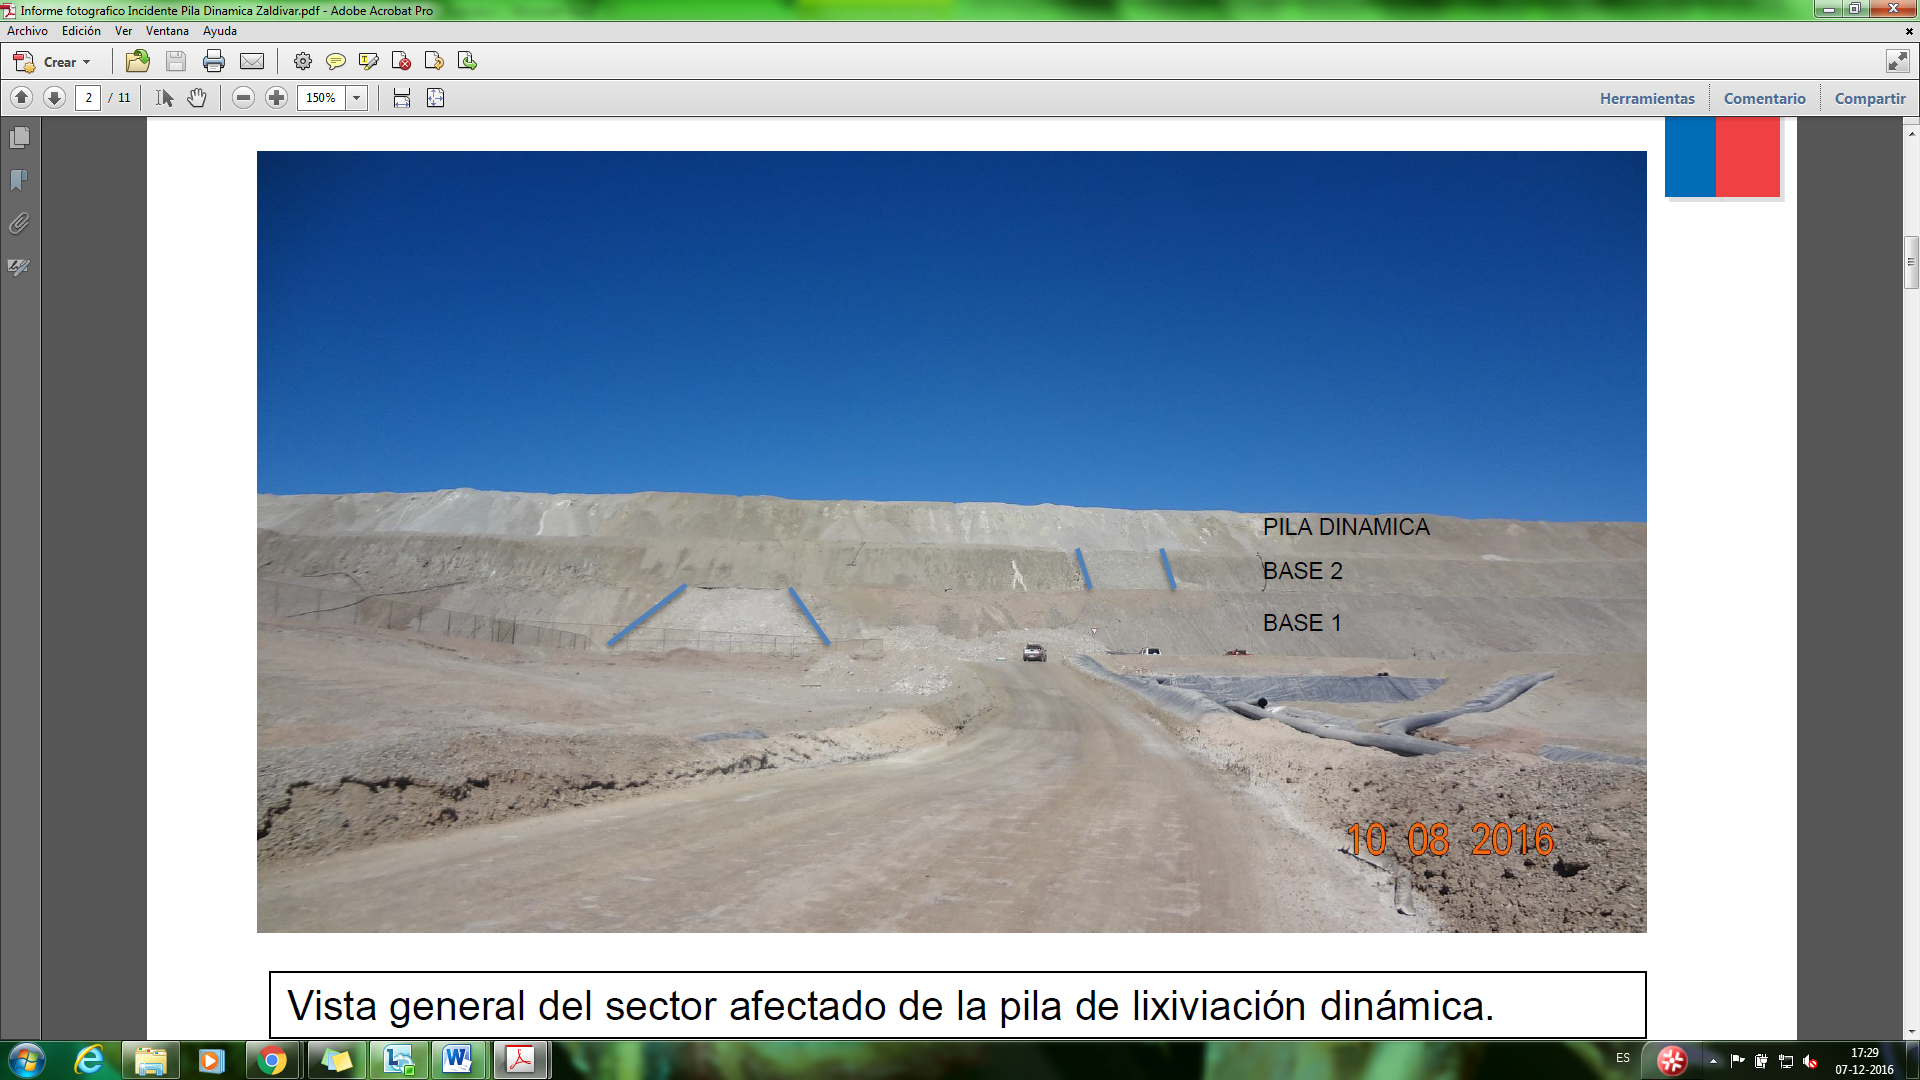 Informe fotografico Incidente Pila Dinamica Zaldivar.pdf - Adobe Acrobat Pro
Archivo Edición Ver Ventana Ayuda
Crear
2 / 11 150% Herramientas Comentario Compartir
PILA DINAMICA
BASE 2
BASE 1
10 08 2016
Vista general del sector afectado de la pila de lixiviación dinámica.
ES 17:29
07-12-2016